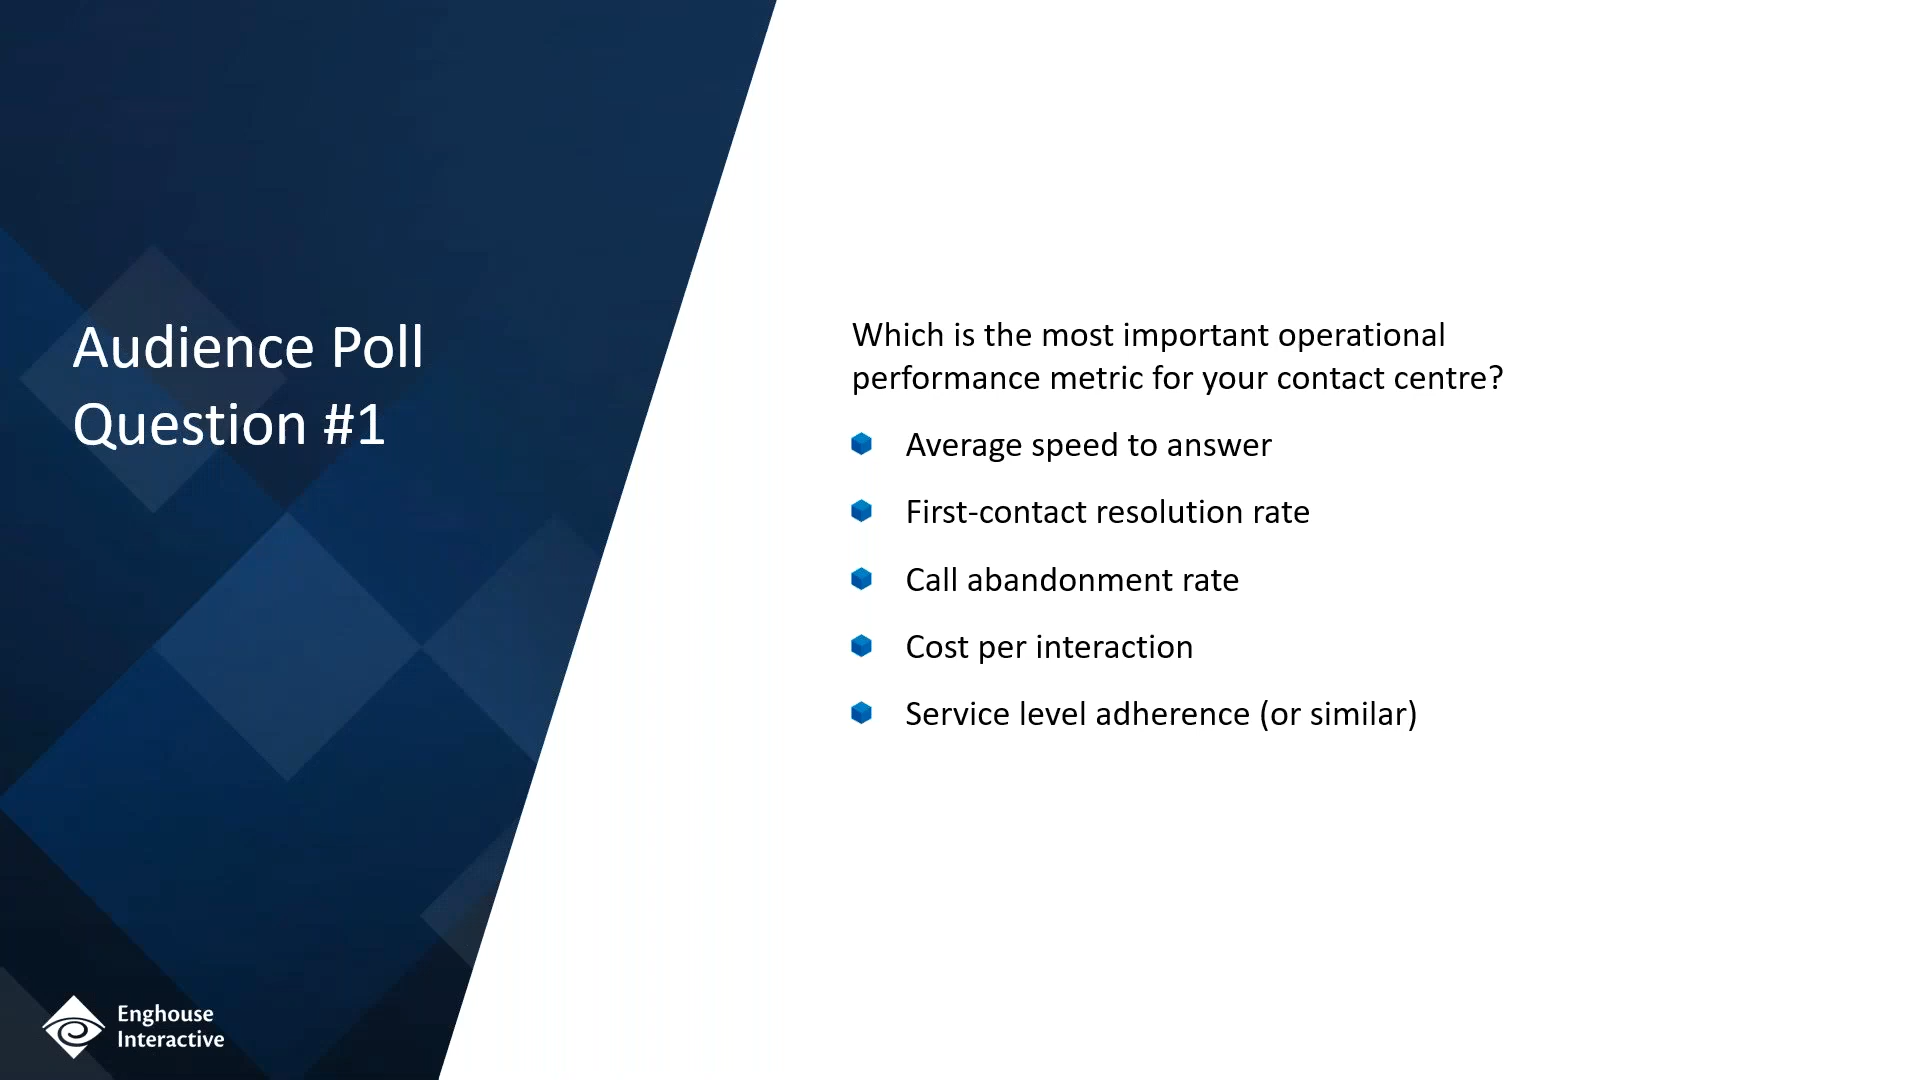 Audience Poll
Question #1
Which is the most important operational
performance metric for your contact centre?
Average speed to answer
First-contact resolution rate
Call abandonment rate
Cost per interaction
Service level adherence (or similar)
Enghouse
Interactive